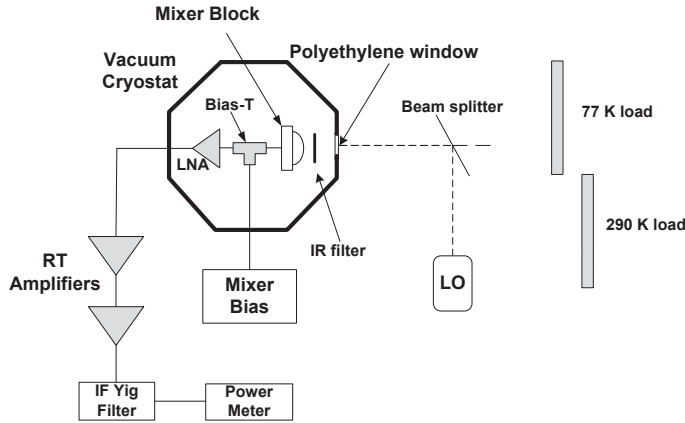 Mixer Block
Vacuum
Cryostat
Polyethylene window
Bias-T
Beam splitter
77 K load
LNA
290 K load
IR filter
RT
Amplifiers
Mixer
Bias
LO
IF Yig
Filter
Power
Meter